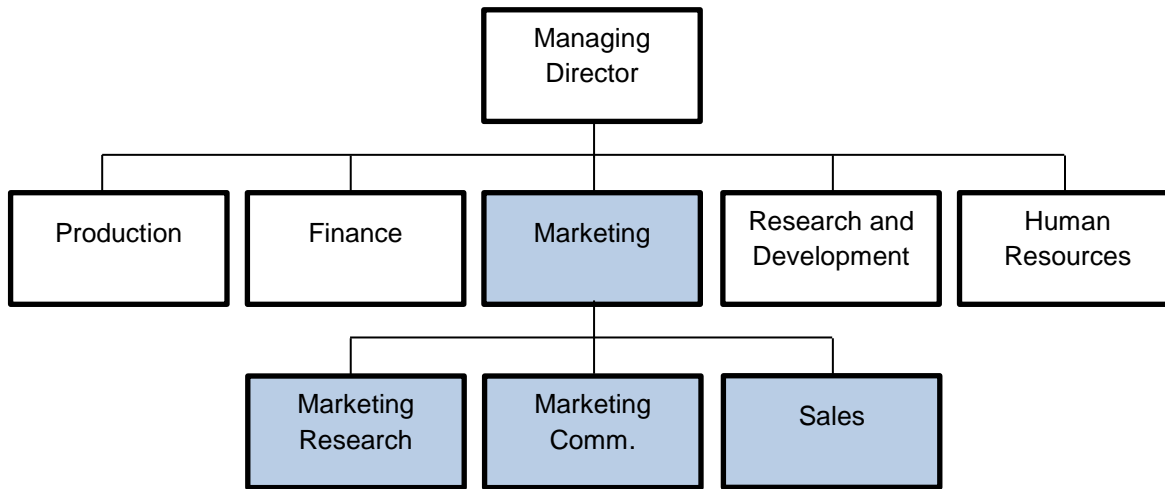 Managing
Director
Production
Finance
Marketing
Research and
Development
Human
Resources
Marketing
Research
Marketing
Comm.
Sales